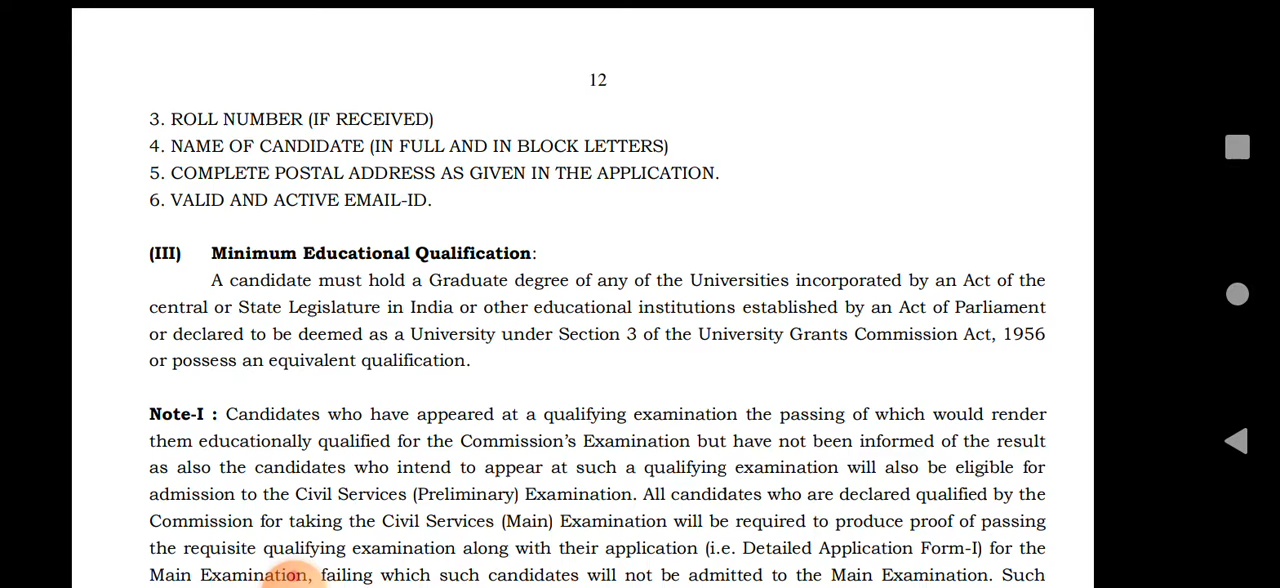 12
3. ROLL NUMBER (IF RECEIVED)
4. NAME OF CANDIDATE (IN FULL AND IN BLOCK LETTERS)
5. COMPLETE POSTAL ADDRESS AS GIVEN IN THE APPLICATION.
6. VALID AND ACTIVE EMAIL-ID.
(III) Minimum Educational Qualification:
A candidate must hold a Graduate degree of any of the Universities incorporated by an Act of the
central or State Legislature in India or other educational institutions established by an Act of Parliament
or declared to be deemed as a University under Section 3 of the University Grants Commission Act, 1956
or possess an equivalent qualification.
Note-I : Candidates who have appeared at a qualifying examination the passing of which would render
them educationally qualified for the Commission's Examination but have not been informed of the result
as also the candidates who intend to appear at such a qualifying examination will also be eligible for
admission to the Civil Services (Preliminary) Examination. All candidates who are declared qualified by the
Commission for taking the Civil Services (Main) Examination will be required to produce proof of passing
the requisite qualifying examination along with their application (i.e. Detailed Application Form-I) for the
Main Examination, failing which such candidates will not be admitted to the Main Examination. Such